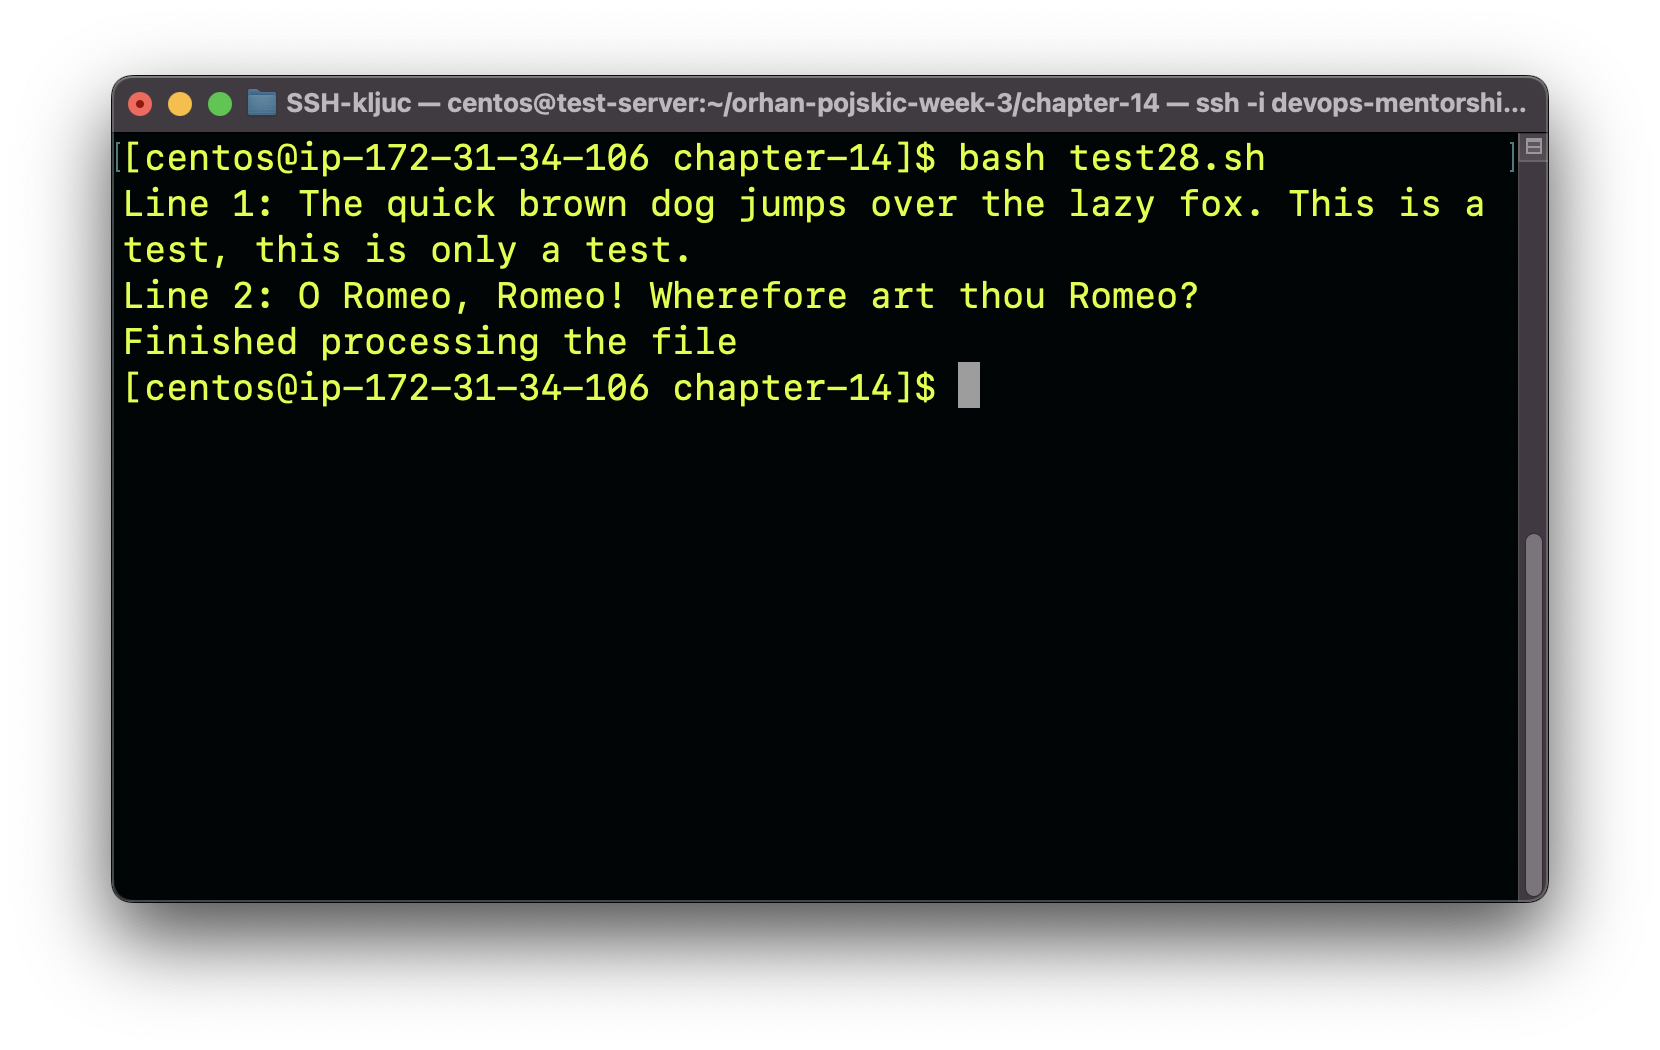 SSH-kljuc — centos@test-server:~/orhan-pojskic-week-3/chapter-14 — ssh -i devops-mentorshi...
[centos@ip-172-31-34-106 chapter-14]$ bash test28.sh
Line 1: The quick brown dog jumps over the lazy fox. This is a
test, this is only a test.
Line 2: O Romeo, Romeo! Wherefore art thou Romeo?
Finished processing the file
[centos@ip-172-31-34-106 chapter-14]$